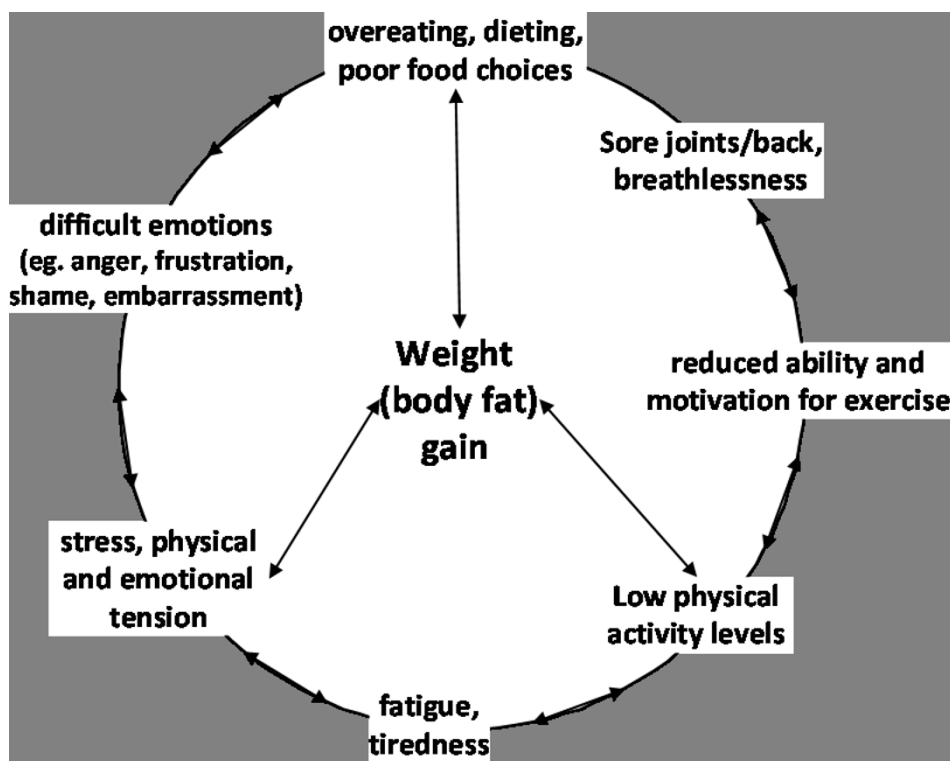 overeating, dieting,
poor food choices
Sore joints/back,
breathlessness
difficult emotions
(eg. anger, frustration,
shame, embarrassment)
Weight
(body fat)
gain
reduced ability and
motivation for exercise
stress, physical
and emotional
tension
Low physical
activity levels
fatigue,
tiredness